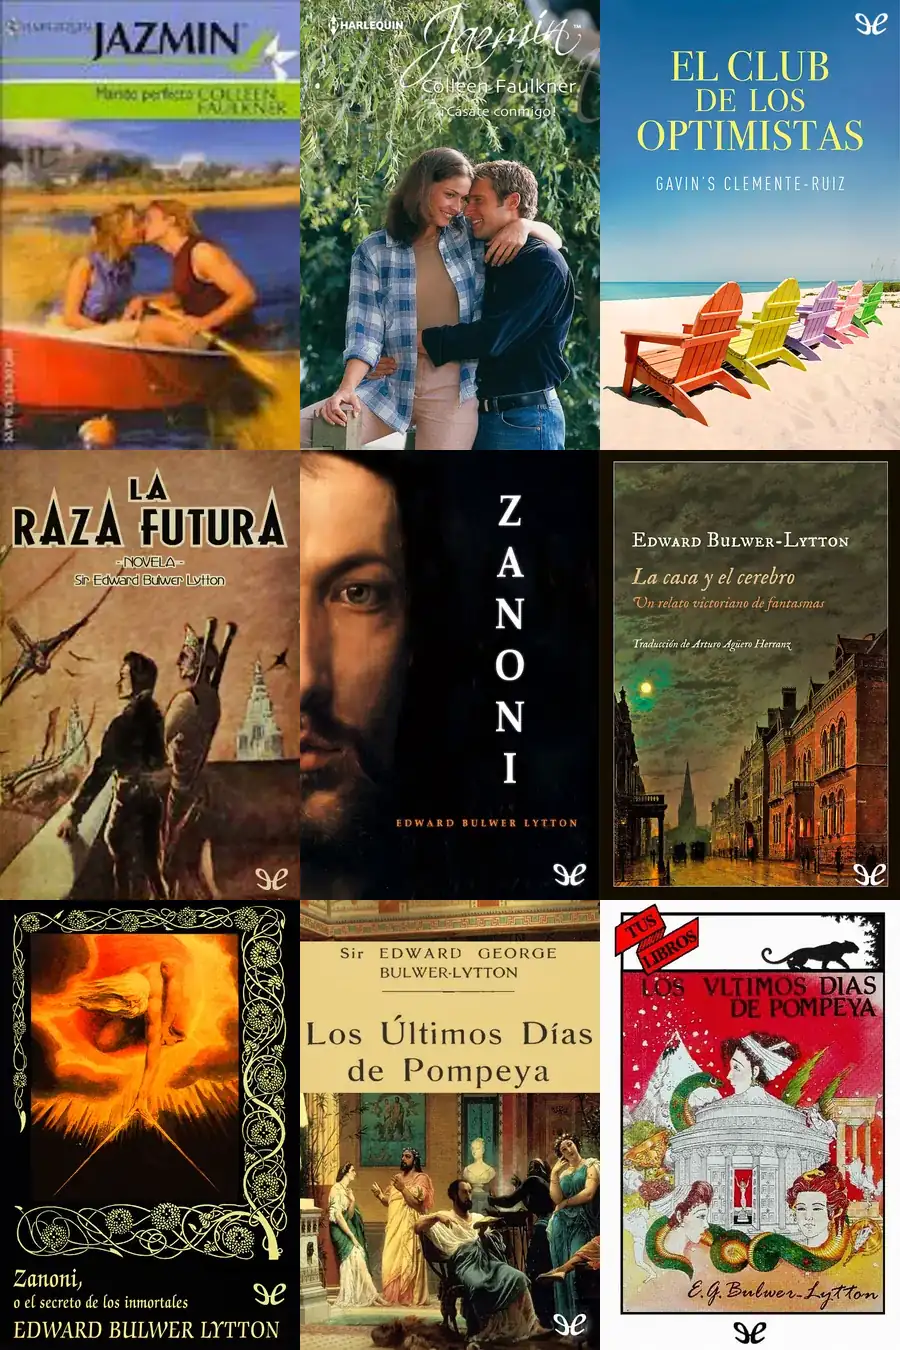 HARLEQUIN
JAZMIN
Marido perfecto COLLEEN
FAULKNER
HARLEQUIN
Jazmín
Colleen Faulkner
¡Cásate conmigo!
EL CLUB
DE LOS
OPTIMISTAS
GAVIN'S CLEMENTE-RUIZ
LA
RAZA FUTURA
- NOVELA -
Sir Edward Bulwer Lytton
ZANONI
EDWARD BULWER LYTTON
EDWARD BULWER-LYTTON
La casa y el cerebro
Un relato victoriano de fantasmas
Traducción de Arturo Agüero Herranz
Zanoni,
o el secreto de los inmortales
EDWARD BULWER LYTTON
Sir EDWARD GEORGE
BULWER-LYTTON
Los Últimos Días
de Pompeya
TUS
LIBROS
LOS VLTIMOS DIAS
DE POMPEYA
E.G. Bulwer-Lytton